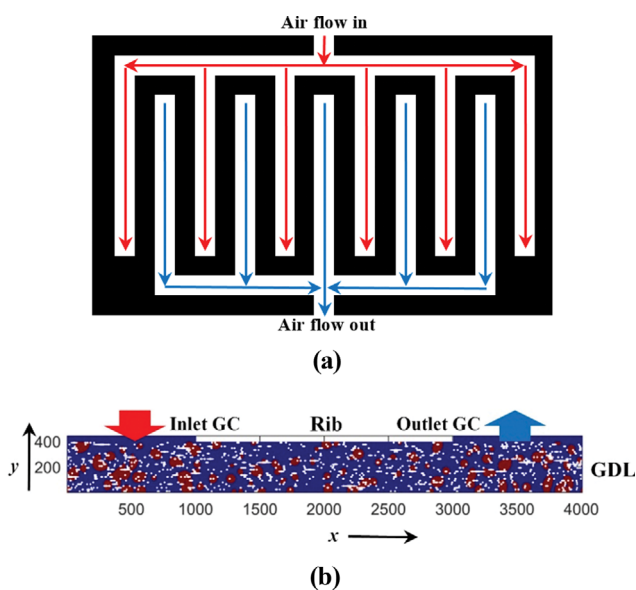 Air flow in
Air flow out
(a)
Inlet GC Rib Outlet GC
400
y 200 GDL
500 1000 1500 2000 2500 3000 3500 4000
x
(b)